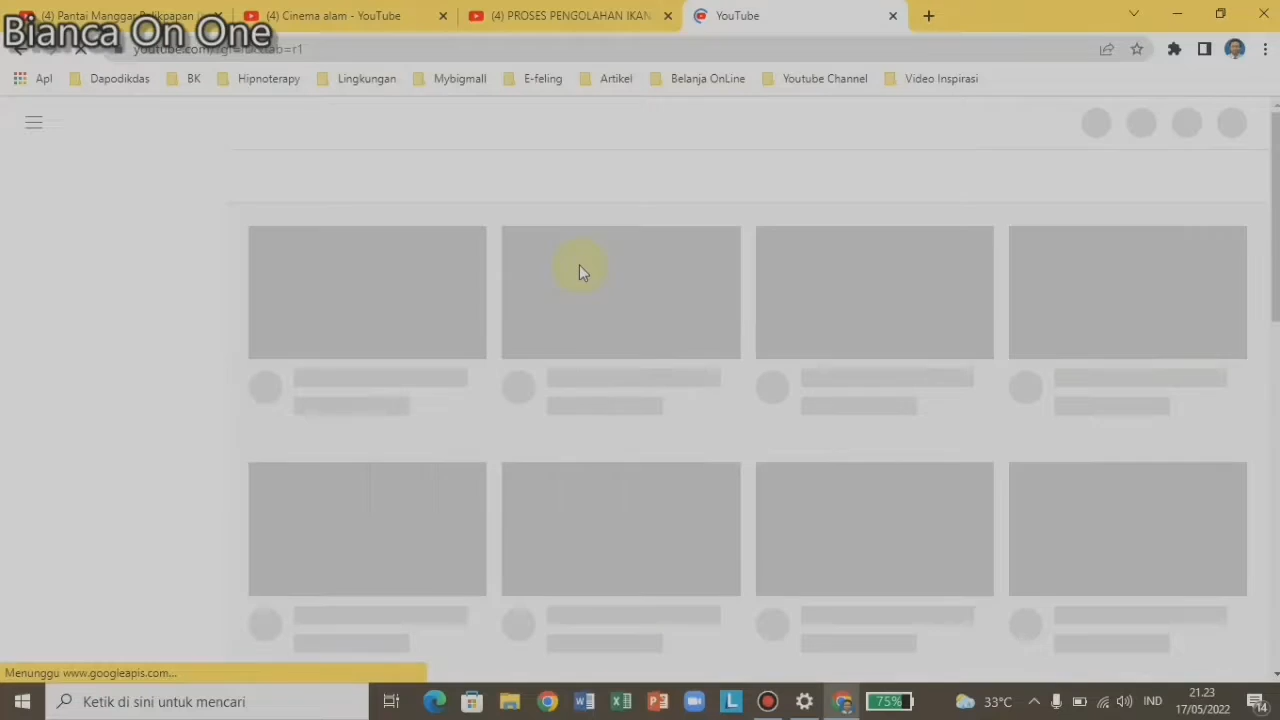 (4) Pantai Manggar Balikpapan
(4) Cinema alam - YouTube
(4) PROSES PENGOLAHAN IKAN
YouTube
Bianca On One
Apl
Dapodikdas
BK
Hipnoterapy
Lingkungan
Mybigmall
E-feling
Artikel
Belanja OnLine
Youtube Channel
Video Inspirasi
Menunggu www.googleapis.com...
Ketik di sini untuk mencari
75%
33°C
IND
21.23
17/05/2022
14